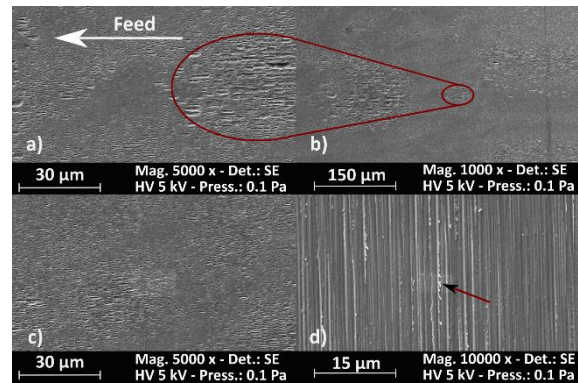 Feed
a)
b)
30 µm
Mag. 5000 x - Det.: SE
HV 5 kV - Press.: 0.1 Pa
150 µm
Mag. 1000 x - Det.: SE
HV 5 kV - Press.: 0.1 Pa
c)
d)
30 µm
Mag. 5000 x - Det.: SE
HV 5 kV - Press.: 0.1 Pa
15 µm
Mag. 10000 x - Det.: SE
HV 5 kV - Press.: 0.1 Pa